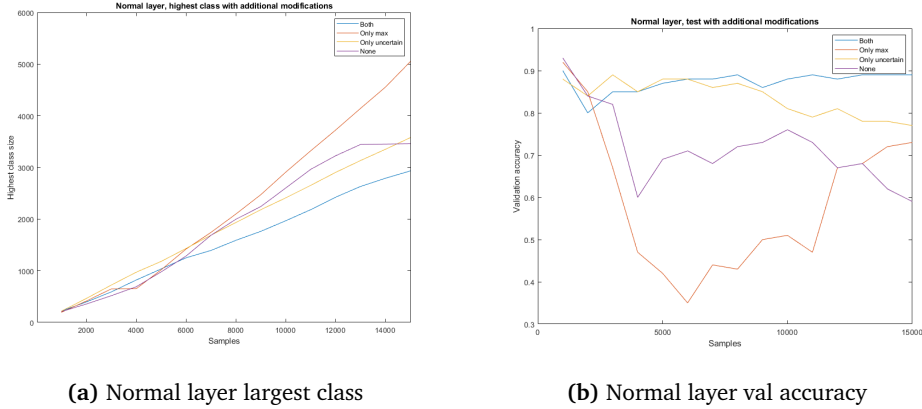 Normal layer, highest class with additional modifications
6000
5000
4000
3000
2000
1000
0
Highest class size
2000 4000 6000 8000 10000 12000 14000
Samples
Both
Only max
Only uncertain
None
(a) Normal layer largest class
Normal layer, test with additional modifications
1
0.9
0.8
0.7
0.6
0.5
0.4
0.3
Validation accuracy
0 5000 10000 15000
Samples
Both
Only max
Only uncertain
None
(b) Normal layer val accuracy